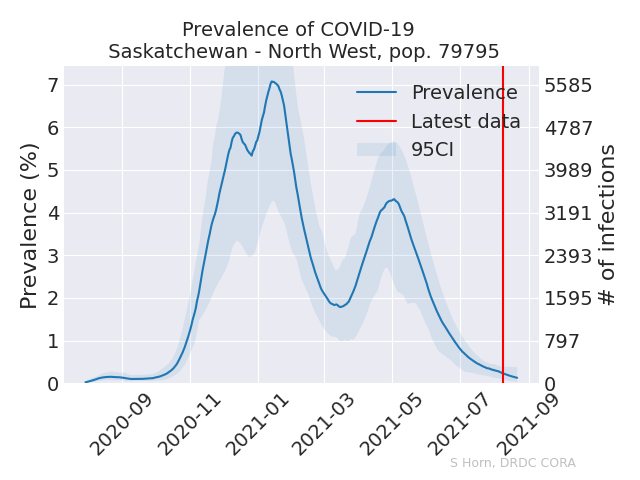 Prevalence of COVID-19
Saskatchewan - North West, pop. 79795
Prevalence
Latest data
95CI
Prevalence (%)
7
6
5
4
3
2
1
0
5585
4787
3989
3191
2393
1595
797
0
# of infections
2020-09
2020-11
2021-01
2021-03
2021-05
2021-07
2021-09
S Horn, DRDC CORA